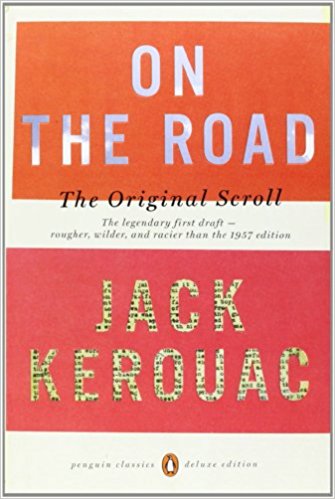 ON
THE ROAD
The Original Scroll
The legendary first draft —
rougher, wilder, and racier than the 1957 edition
JACK
KEROUAC
penguin classics deluxe edition